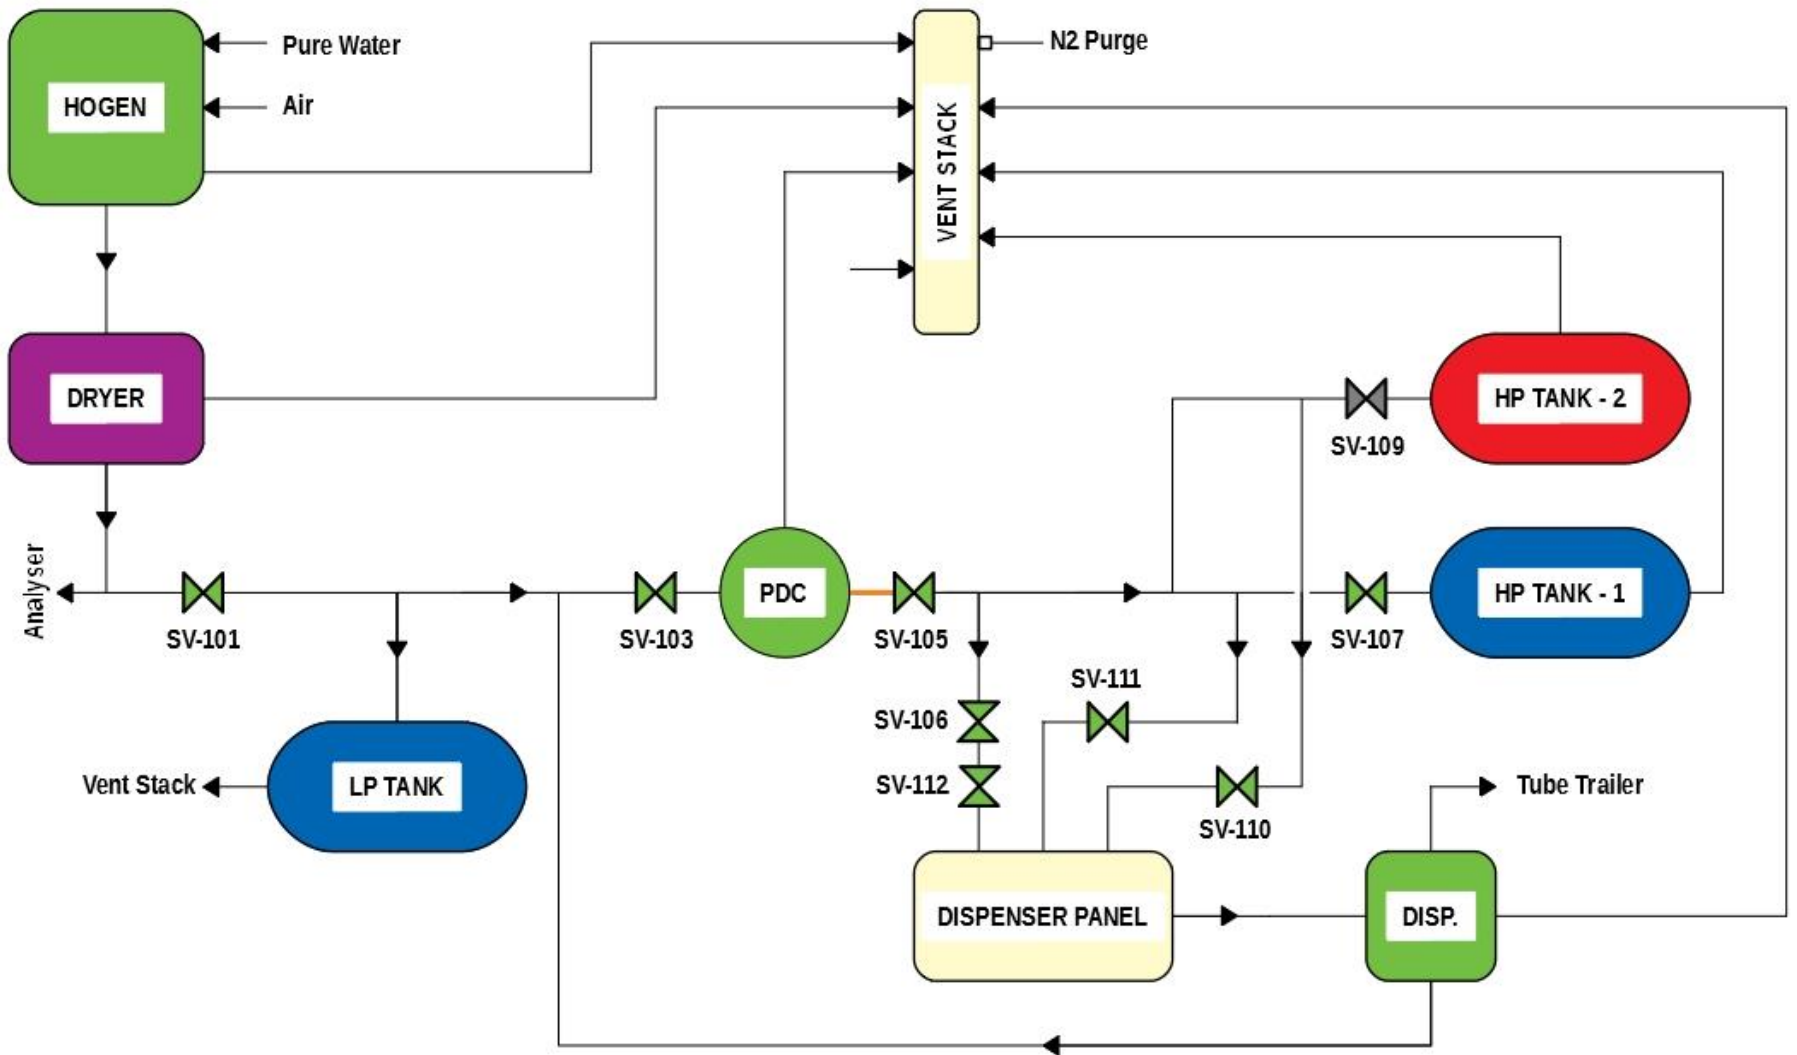 Pure Water
N2 Purge
HOGEN
Air
VENT STACK
DRYER
HP TANK - 2
SV-109
Analyser
PDC
HP TANK - 1
SV-101
SV-103
SV-105
SV-107
SV-111
SV-106
Vent Stack
LP TANK
SV-112
Tube Trailer
SV-110
DISPENSER PANEL
DISP.